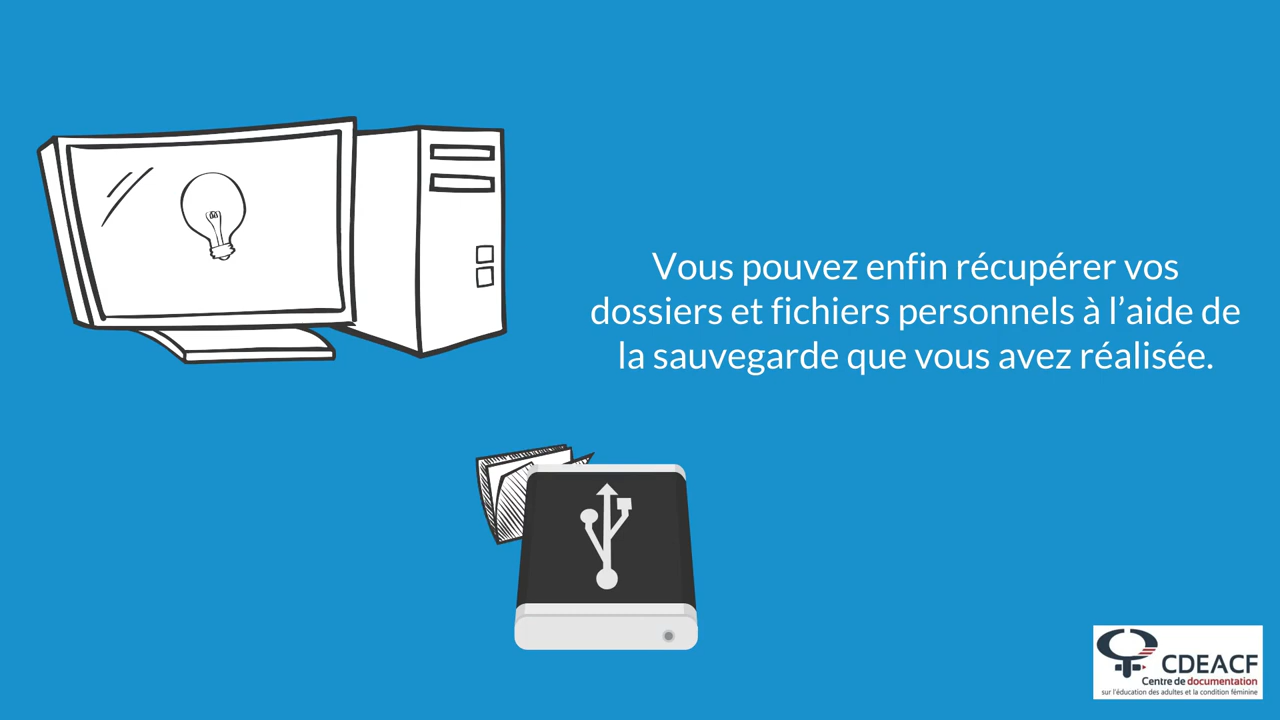 Vous pouvez enfin récupérer vos
dossiers et fichiers personnels à l’aide de
la sauvegarde que vous avez réalisée.
CDEACF
Centre de documentation
sur l'éducation des adultes et la condition féminine